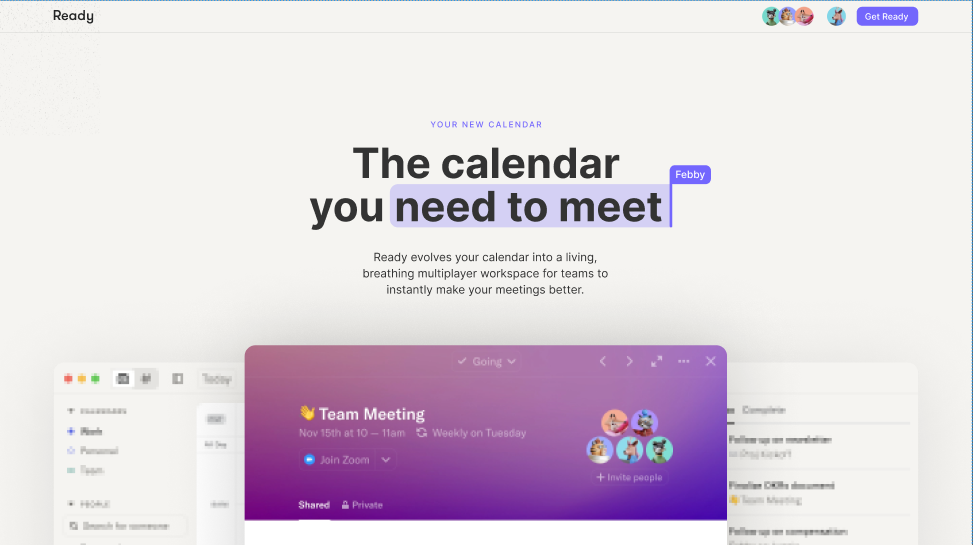 Ready
Get Ready
YOUR NEW CALENDAR
The calendar
you need to meet
Febby
Ready evolves your calendar into a living,
breathing multiplayer workspace for teams to
instantly make your meetings better.
Going
Today
👋 Team Meeting
Nov 15th at 10 – 11am Weekly on Tuesday
Join Zoom
+ Invite people
Shared Private
Work
Personal
Team
PEOPLE
Search for someone
All Day
Complete
Follow up on newsletter
Finalise OKRs document
👋 Team Meeting
Follow up on compensation